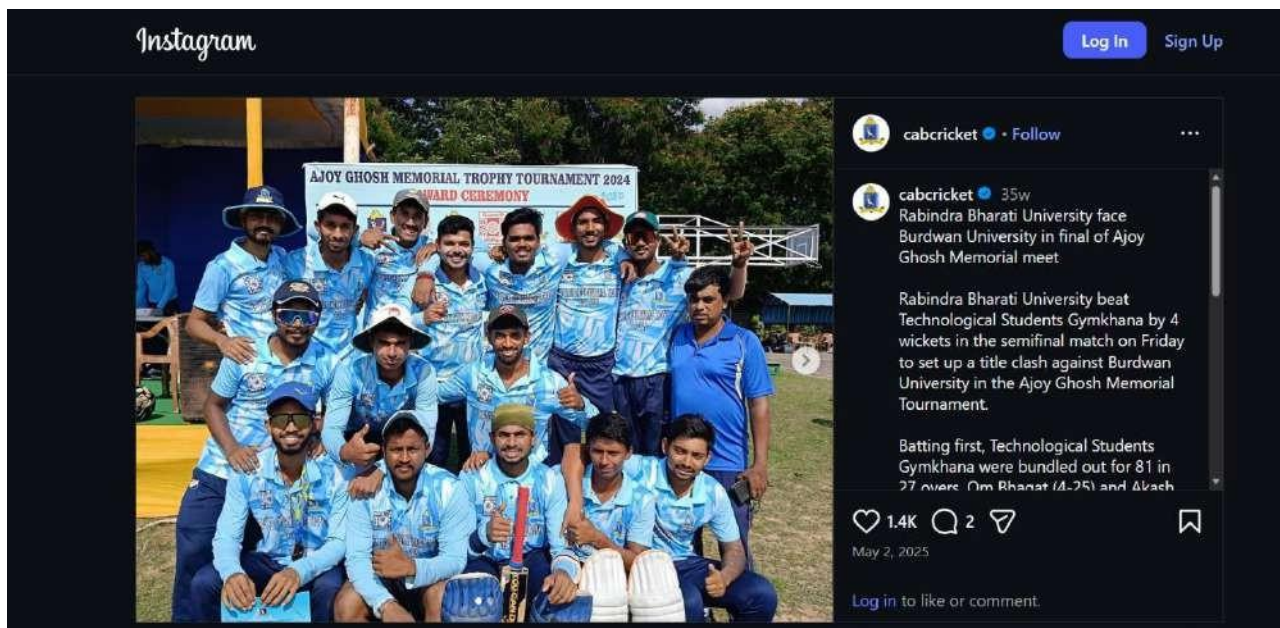 Instagram
Log In
Sign Up
AJOY GHOSH MEMORIAL TROPHY TOURNAMENT 2024
AWARD CEREMONY
cabcricket • Follow
cabcricket 35w
Rabindra Bharati University face
Burdwan University in final of Ajoy
Ghosh Memorial meet
Rabindra Bharati University beat
Technological Students Gymkhana by 4
wickets in the semifinal match on Friday
to set up a title clash against Burdwan
University in the Ajoy Ghosh Memorial
Tournament.
Batting first, Technological Students
Gymkhana were bundled out for 81 in
27 overs. Om Bhagat (4-25) and Akash
1.4K 2
May 2, 2025
Log in to like or comment.